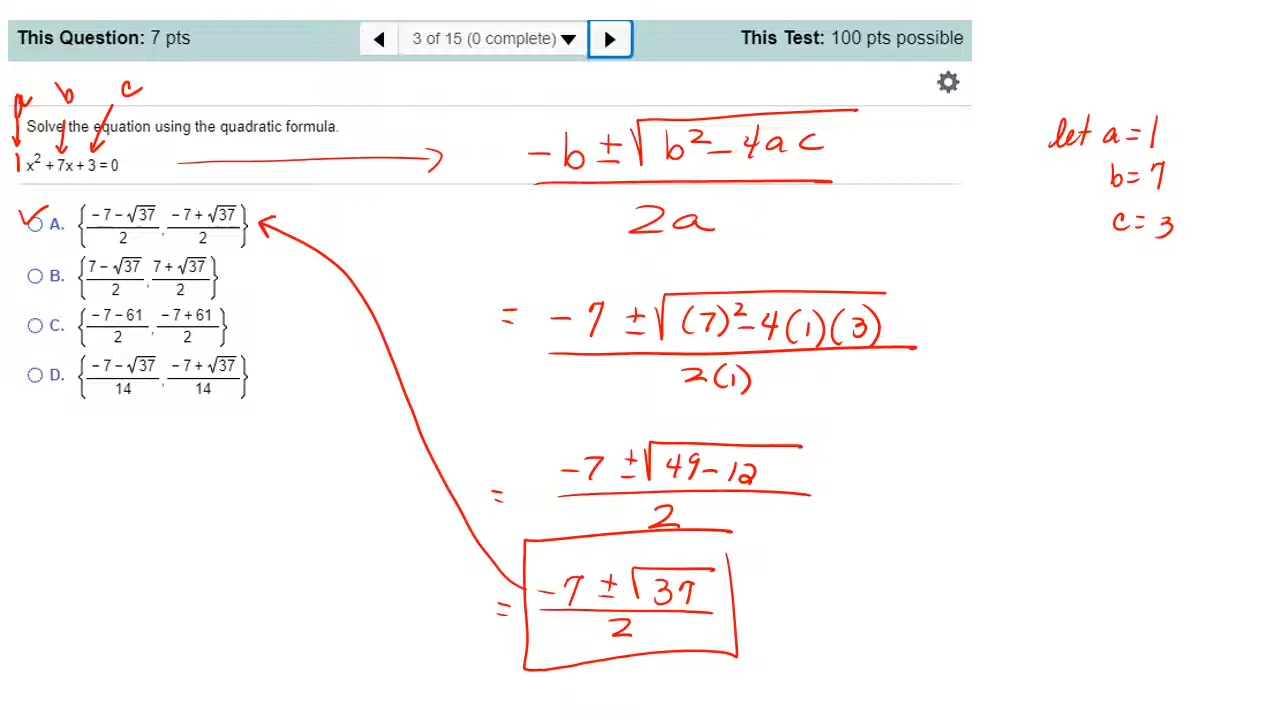 This Question: 7 pts
3 of 15 (0 complete)
This Test: 100 pts possible
a b c
Solve the equation using the quadratic formula.
1x² + 7x + 3 = 0
A. {(-7 - √37)/2, (-7 + √37)/2}
B. {(7 - √37)/2, (7 + √37)/2}
C. {(-7 - 61)/2, (-7 + 61)/2}
D. {(-7 - √37)/14, (-7 + √37)/14}
(-b ± √(b² - 4ac))/(2a)
= (-7 ± √((7)² - 4(1)(3)))/(2(1))
= (-7 ± √(49 - 12))/2
= (-7 ± √37)/2
let a = 1
b = 7
c = 3